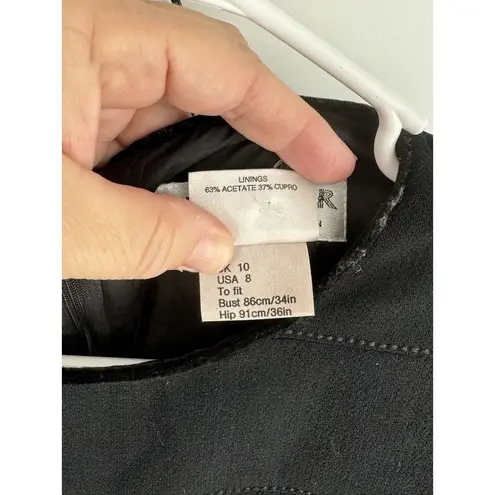 LININGS
63% ACETATE 37% CUPRO
R
UK 10
USA 8
To fit
Bust 86cm/34in
Hip 91cm/36in